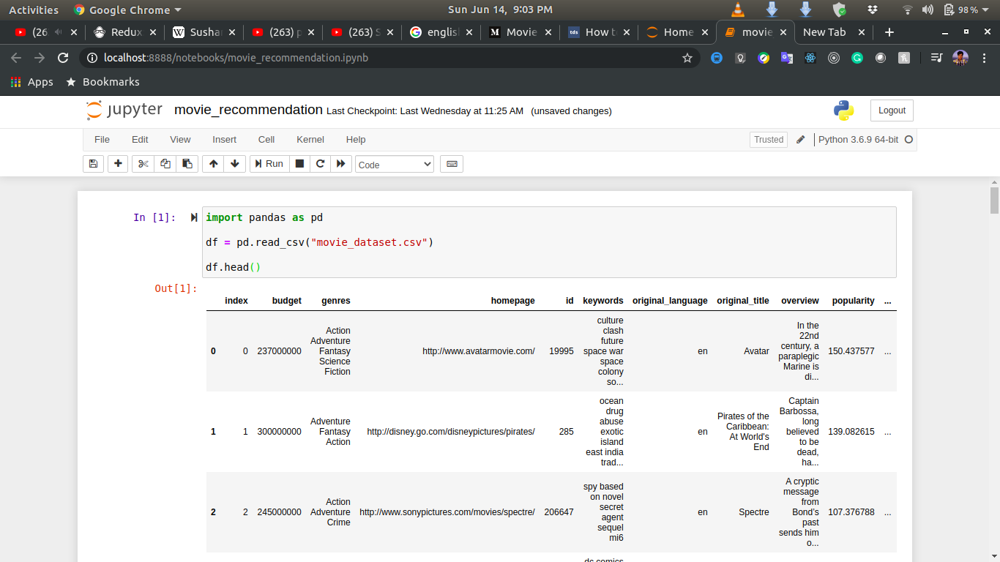 Activities Google Chrome Sun Jun 14, 9:03 PM 98%
(26 Redux Susha (263) p (263) S englis Movie How t Home movie New Tab
localhost:8888/notebooks/movie_recommendation.ipynb
Apps Bookmarks
jupyter movie_recommendation Last Checkpoint: Last Wednesday at 11:25 AM (unsaved changes) Logout
File Edit View Insert Cell Kernel Help Trusted Python 3.6.9 64-bit
Run Code
In [1]: import pandas as pd
df = pd.read_csv("movie_dataset.csv")
df.head()
Out[1]:
index budget genres homepage id keywords original_language original_title overview popularity ...
0 0 237000000 Action Adventure Fantasy Science Fiction http://www.avatarmovie.com/ 19995 culture clash future space war space colony so... en Avatar In the 22nd century, a paraplegic Marine is di... 150.437577 ...
1 1 300000000 Adventure Fantasy Action http://disney.go.com/disneypictures/pirates/ 285 ocean drug abuse exotic island east india trad... en Pirates of the Caribbean: At World's End Captain Barbossa, long believed to be dead, ha... 139.082615 ...
2 2 245000000 Action Adventure Crime http://www.sonypictures.com/movies/spectre/ 206647 spy based on novel secret agent sequel mi6 en Spectre A cryptic message from Bond's past sends him o... 107.376788 ...
dc comics